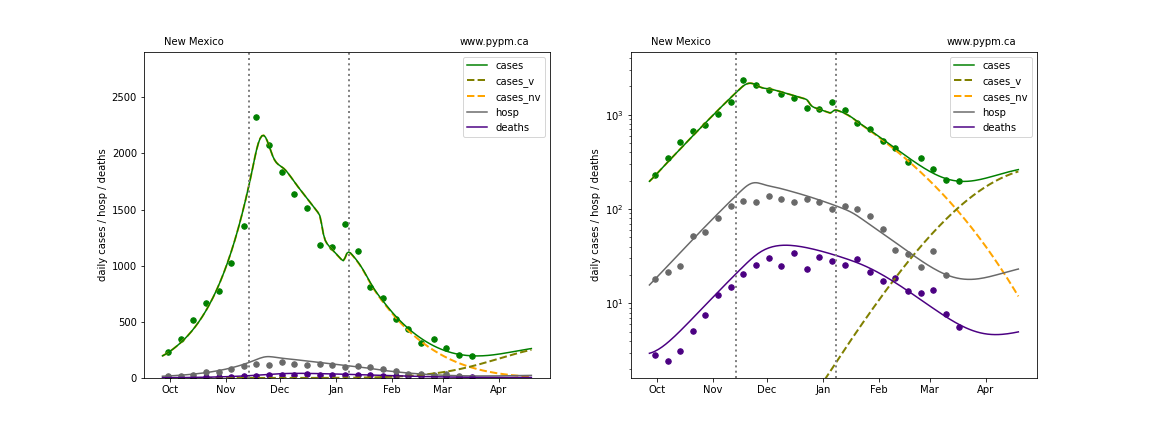 New Mexico www.pypm.ca
cases
cases_v
cases_nv
hosp
deaths
daily cases / hosp / deaths
2500
2000
1500
1000
500
0
Oct Nov Dec Jan Feb Mar Apr
New Mexico www.pypm.ca
cases
cases_v
cases_nv
hosp
deaths
daily cases / hosp / deaths
10³
10²
10¹
Oct Nov Dec Jan Feb Mar Apr